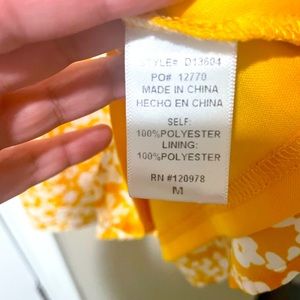 STYLE# D13604
PO# 12770
MADE IN CHINA
HECHO EN CHINA
SELF:
100%POLYESTER
LINING:
100%POLYESTER
RN #120978
M